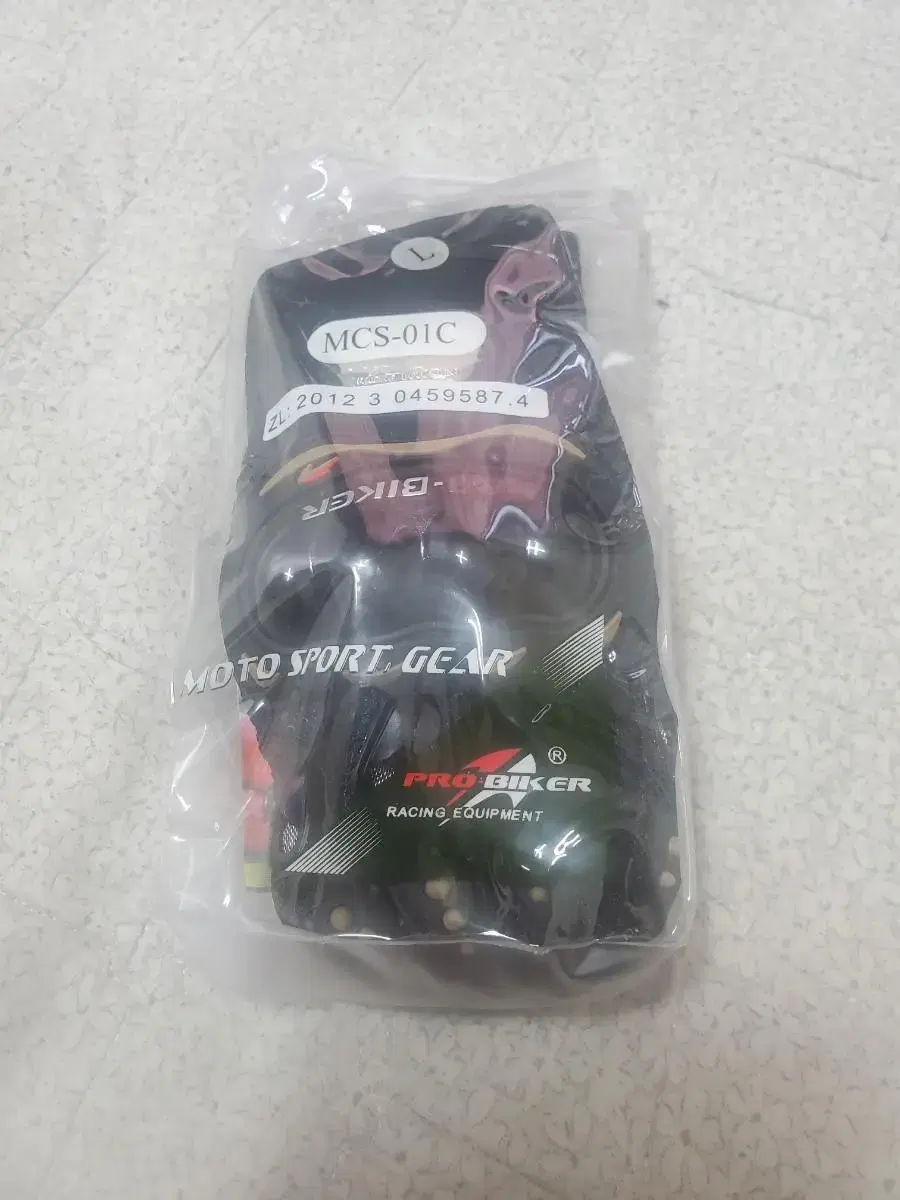 L
MCS-01C
ZL: 2012 3 0459587.4
-BIKER
MOTO SPORT GEAR
PRO-BIKER®
RACING EQUIPMENT